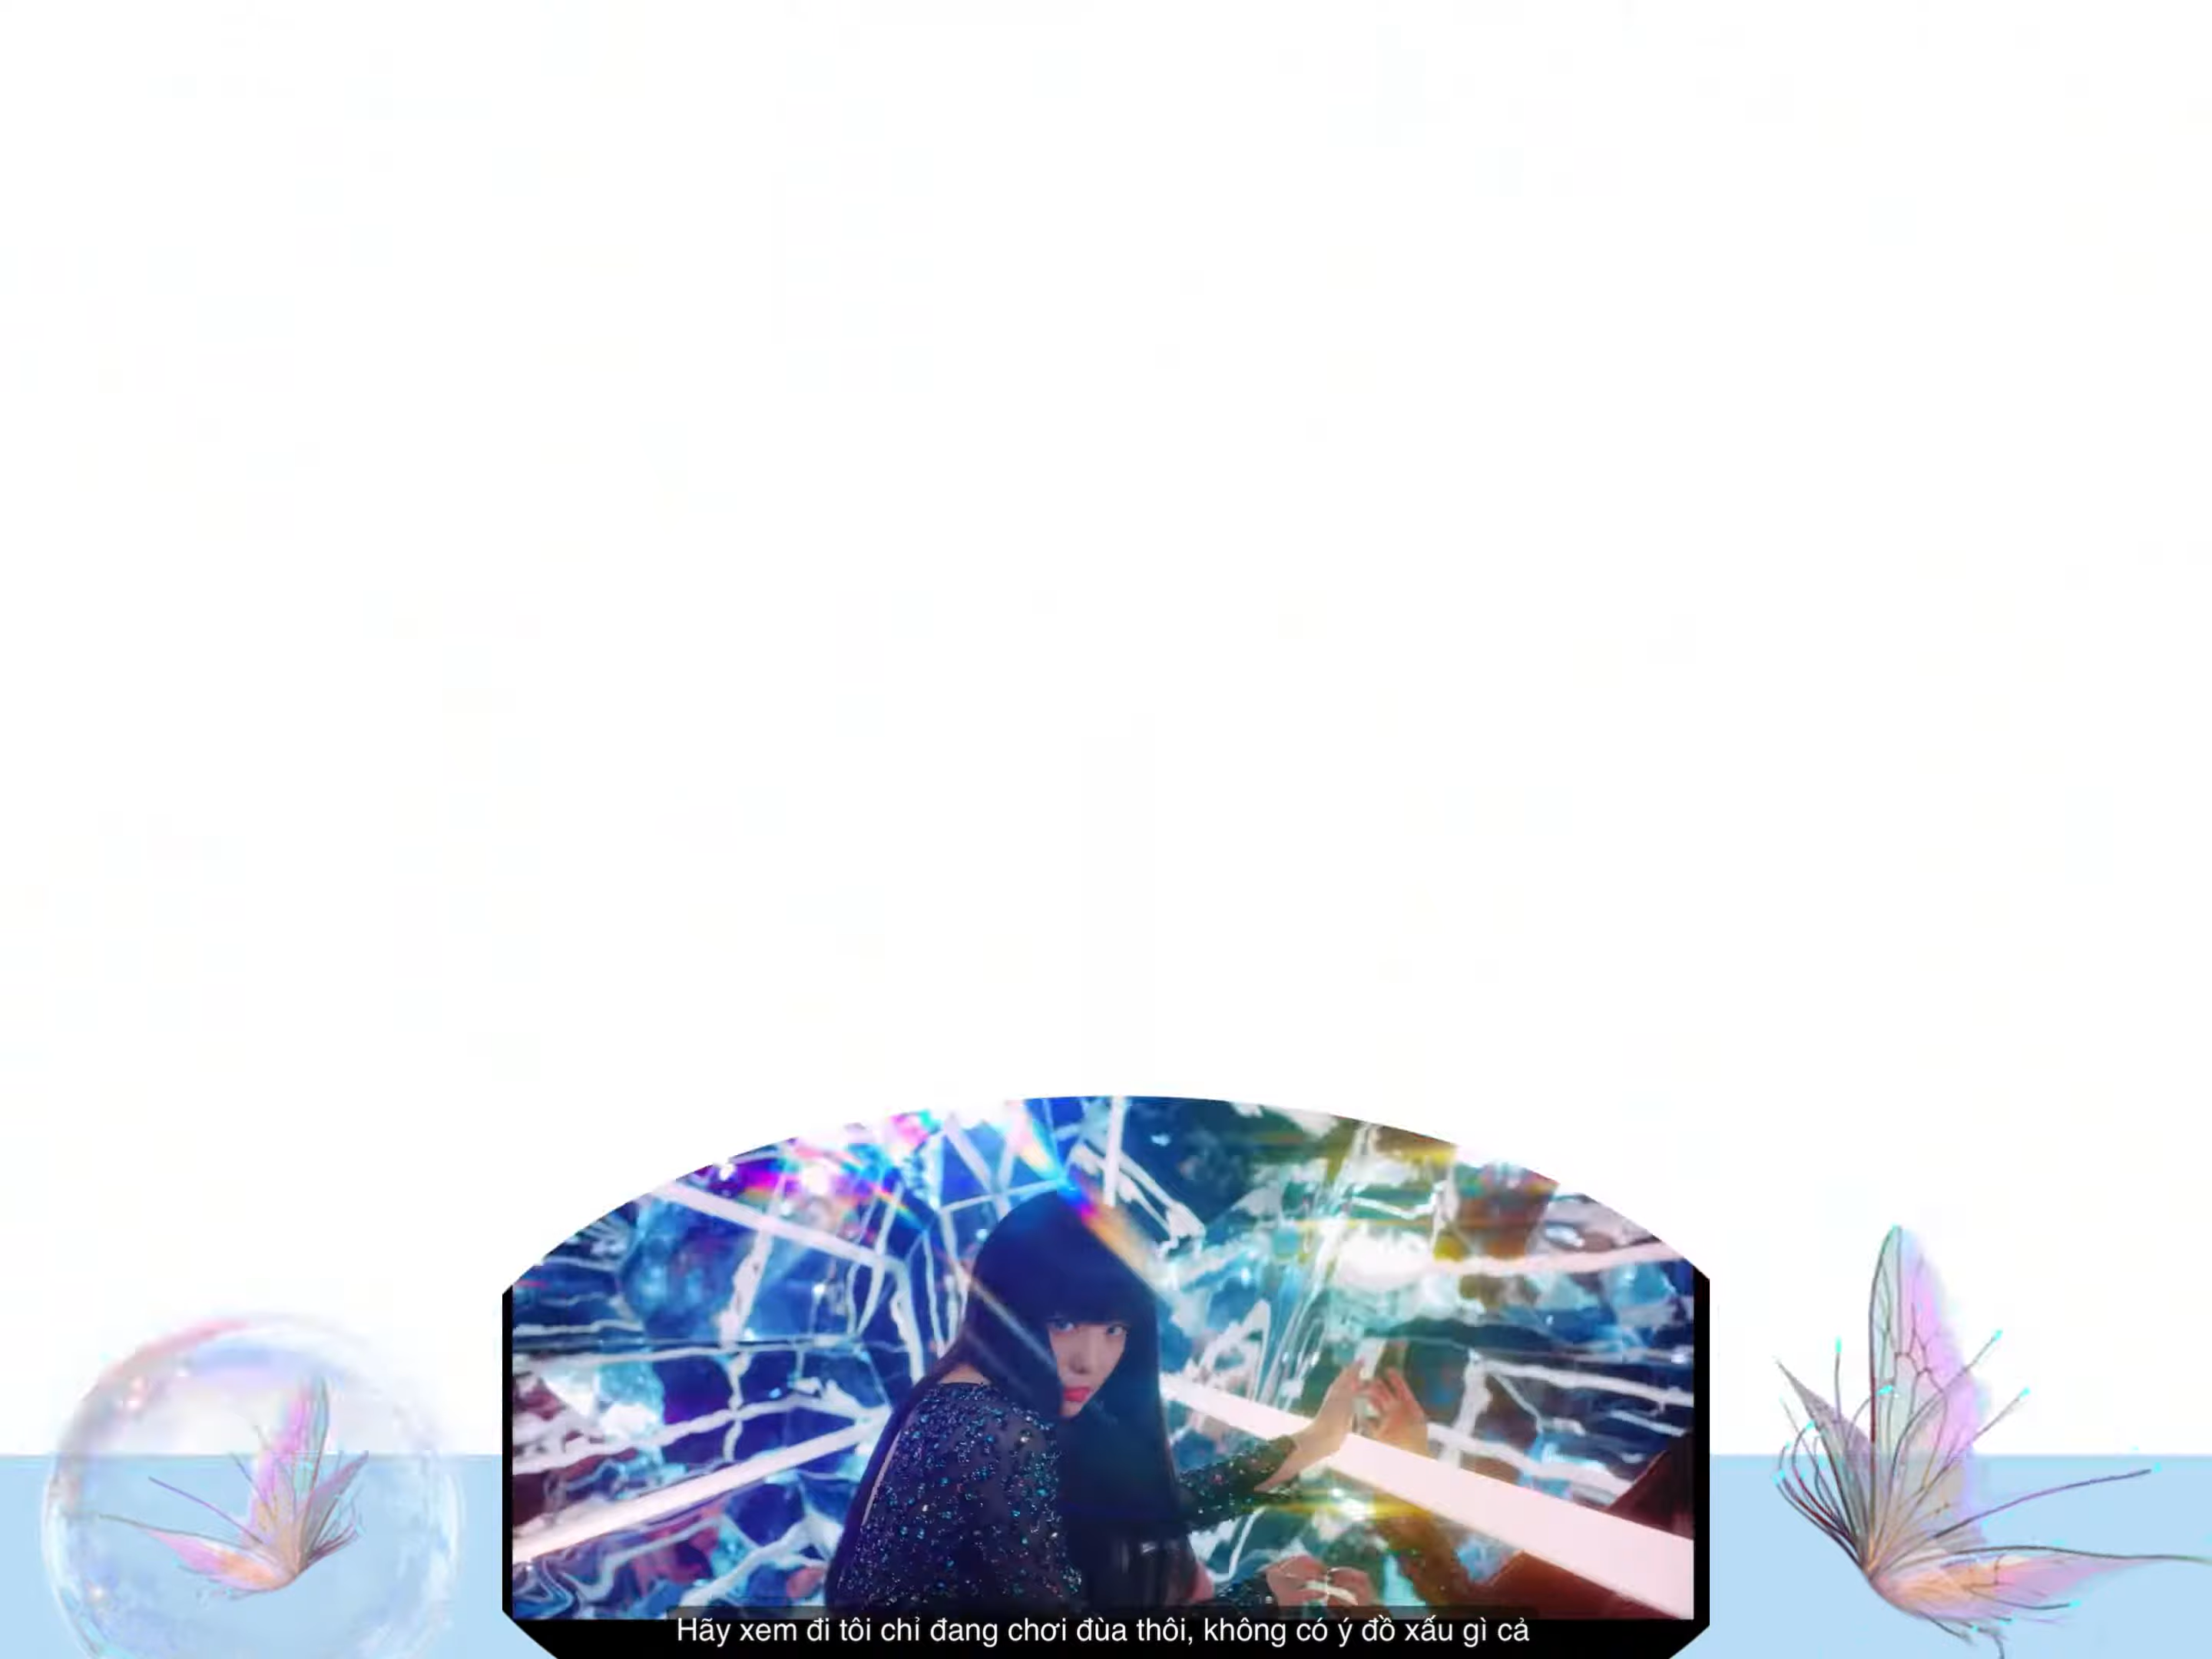 Hãy xem đi tôi chỉ đang chơi đùa thôi, không có ý đồ xấu gì cả